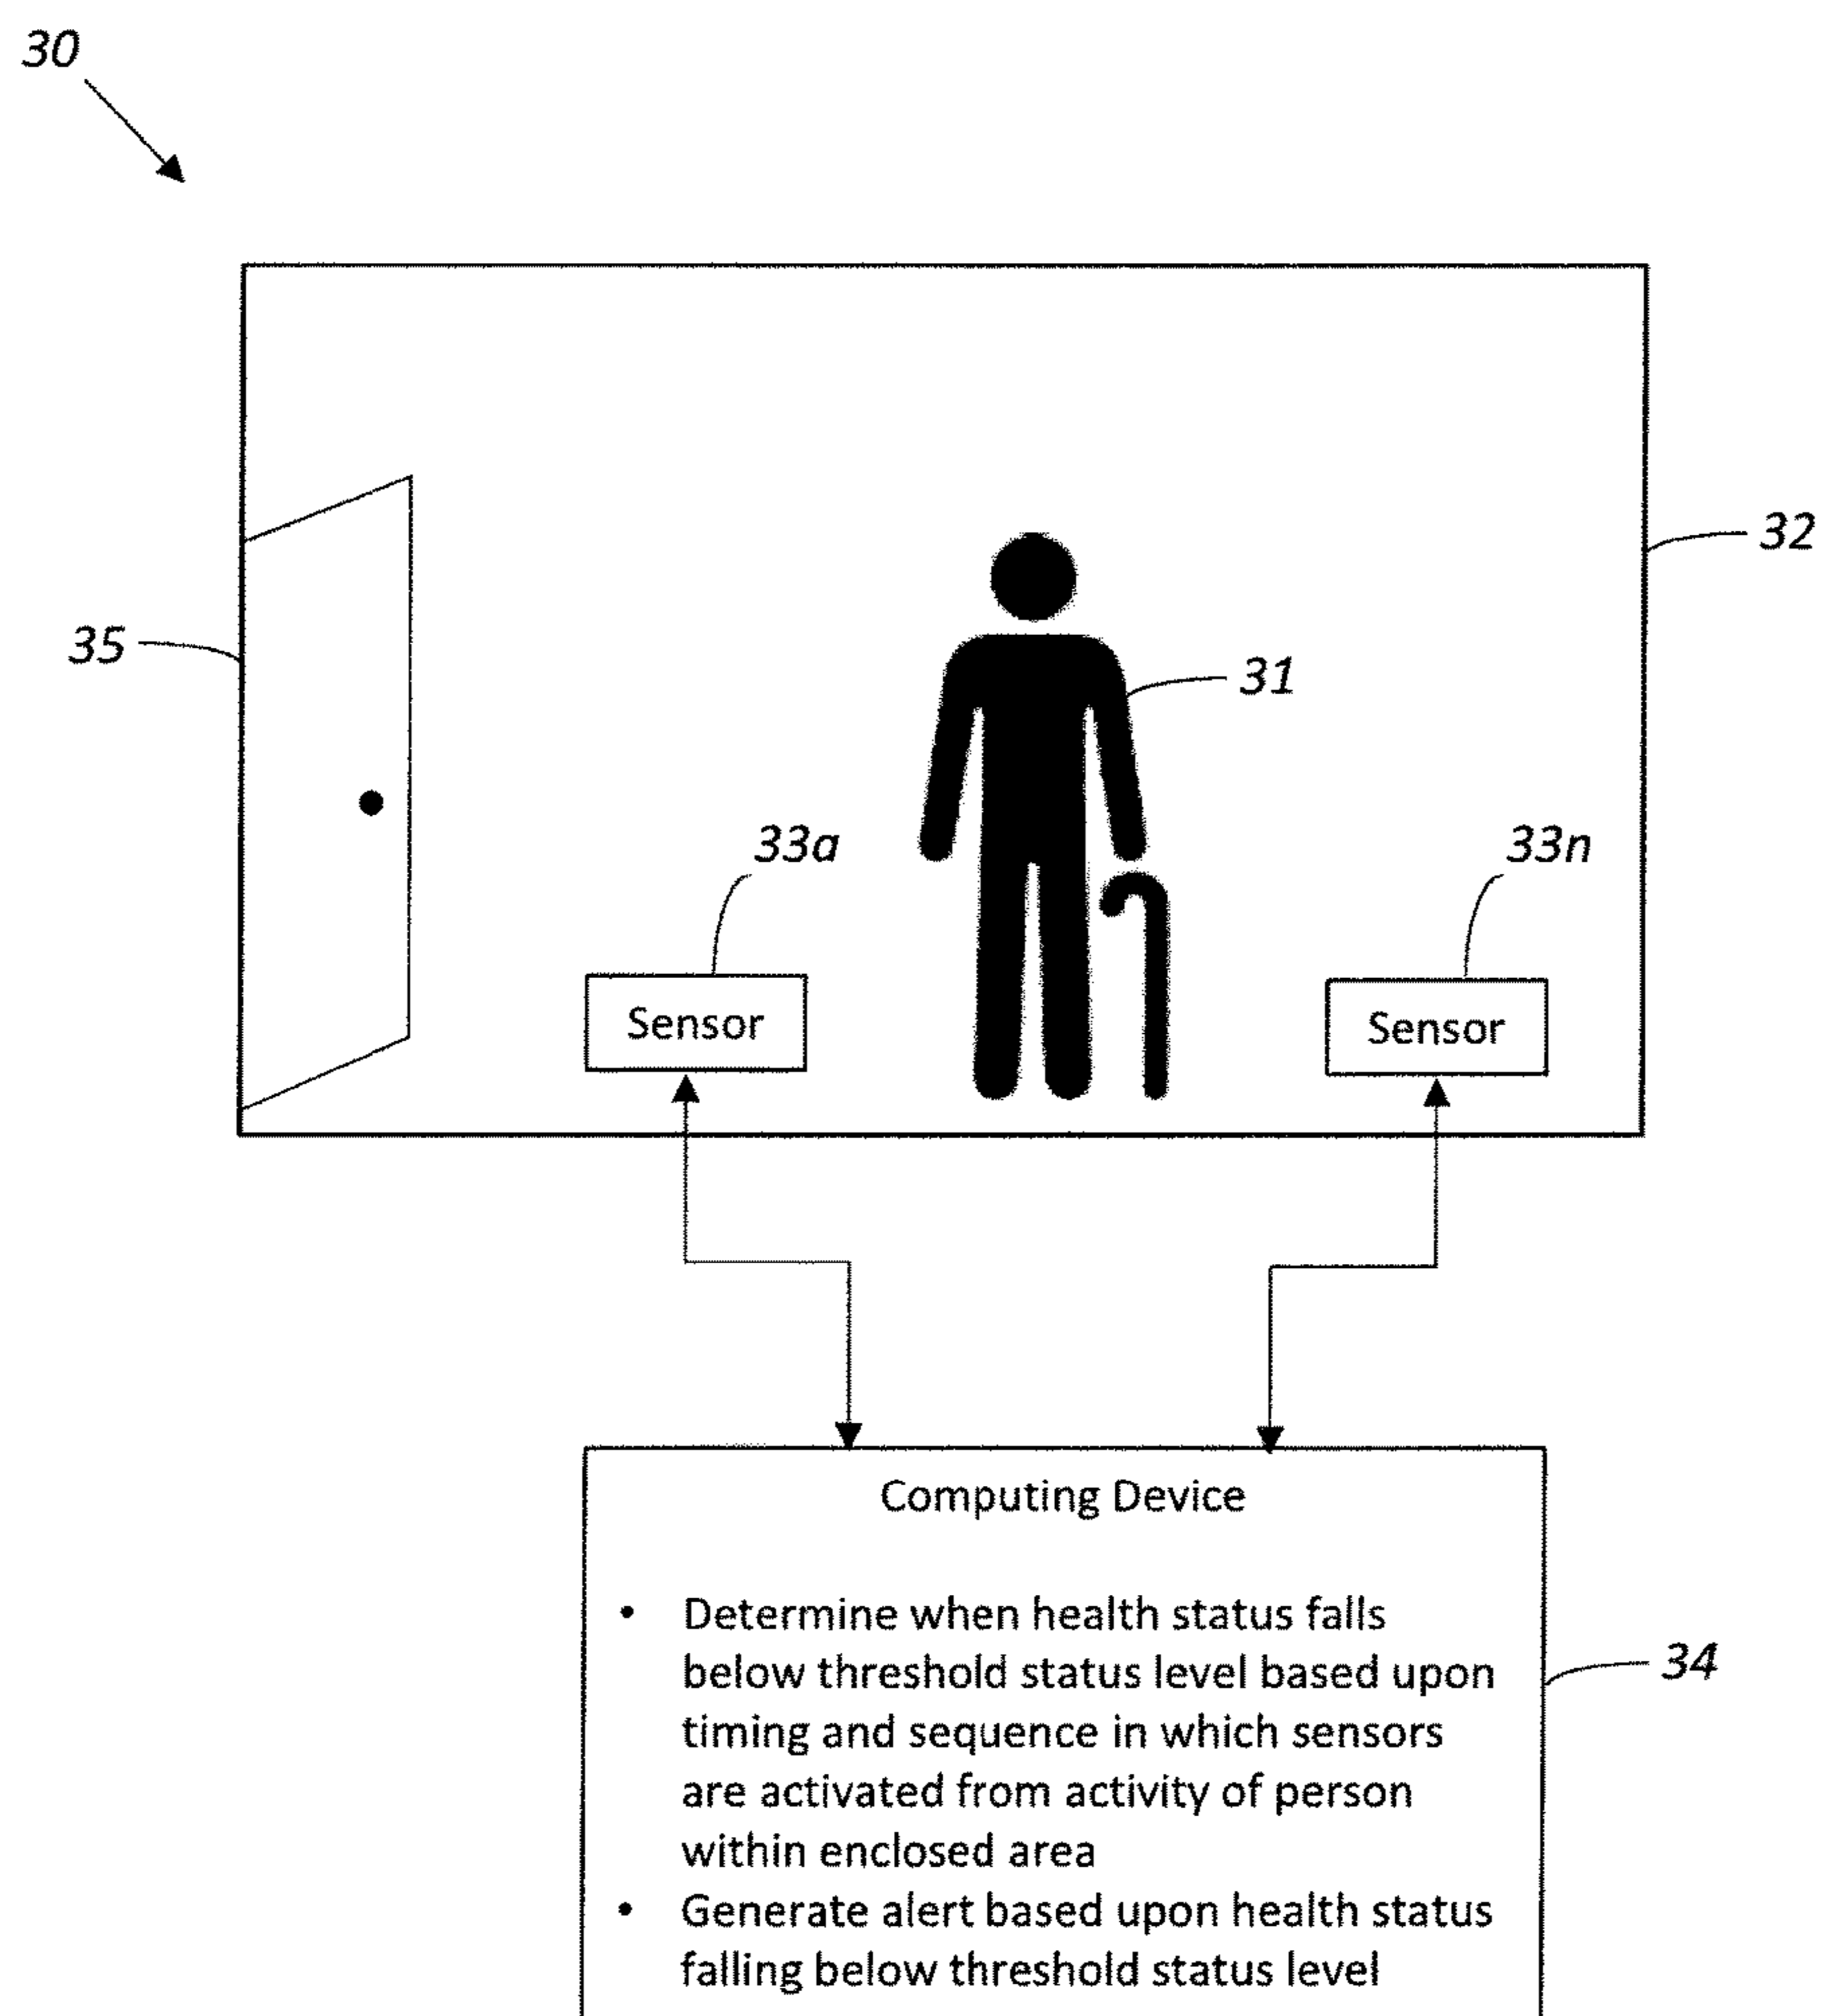 30
32
35
31
33a
33n
Sensor
Sensor
Computing Device
• Determine when health status falls
below threshold status level based upon
timing and sequence in which sensors
are activated from activity of person
within enclosed area
34
• Generate alert based upon health status
falling below threshold status level